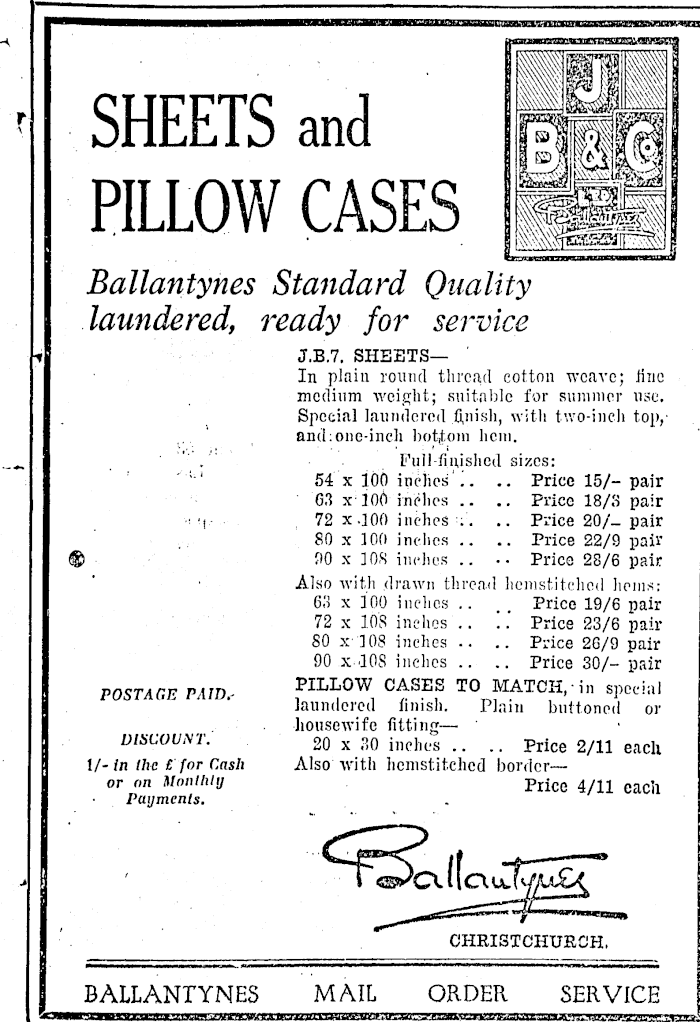 SHEETS and
PILLOW CASES
J
B & Co
LTD
Ballantynes
Ballantynes Standard Quality
laundered, ready for service
J.B.7. SHEETS—
In plain round thread cotton weave; fine
medium weight; suitable for summer use.
Special laundered finish, with two-inch top,
and one-inch bottom hem.
Full-finished sizes:
54 x 100 inches .. .. Price 15/- pair
63 x 100 inches .. .. Price 18/3 pair
72 x 100 inches .. .. Price 20/- pair
80 x 100 inches .. .. Price 22/9 pair
90 x 108 inches .. .. Price 28/6 pair
Also with drawn thread hemstitched hems:
63 x 100 inches .. .. Price 19/6 pair
72 x 108 inches .. .. Price 23/6 pair
80 x 108 inches .. .. Price 26/9 pair
90 x 108 inches .. .. Price 30/- pair
PILLOW CASES TO MATCH, in special
laundered finish. Plain buttoned or
housewife fitting—
20 x 30 inches .. .. Price 2/11 each
Also with hemstitched border—
Price 4/11 each
POSTAGE PAID.
DISCOUNT.
1/- in the £ for Cash
or on Monthly
Payments.
Ballantynes
CHRISTCHURCH.
BALLANTYNES MAIL ORDER SERVICE